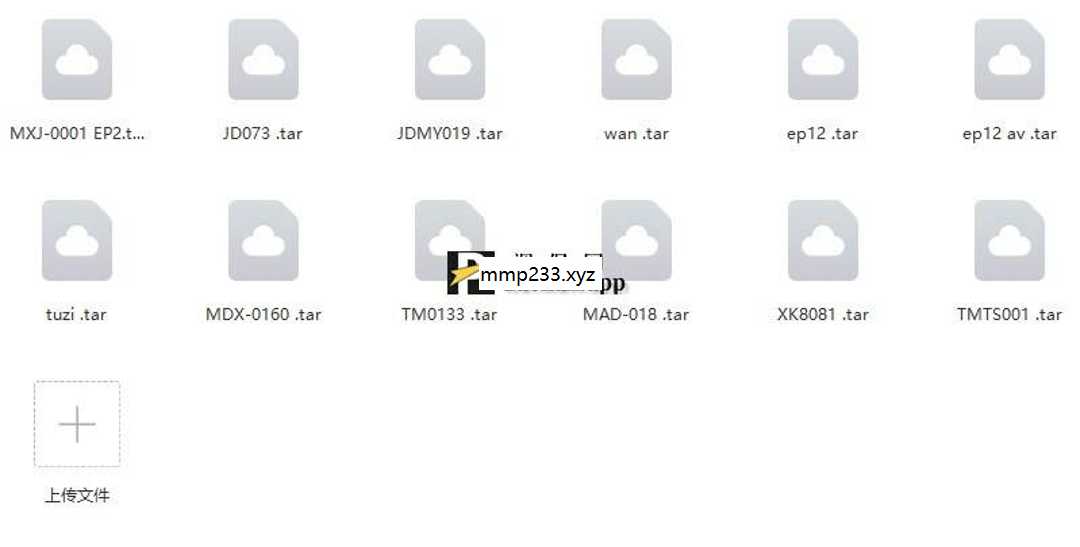 MXJ-0001 EP2.t...
JD073 .tar
JDMY019 .tar
wan .tar
ep12 .tar
ep12 av .tar
mmp233.xyz
pp
tuzi .tar
MDX-0160 .tar
TM0133 .tar
MAD-018 .tar
XK8081 .tar
TMTS001 .tar
上传文件